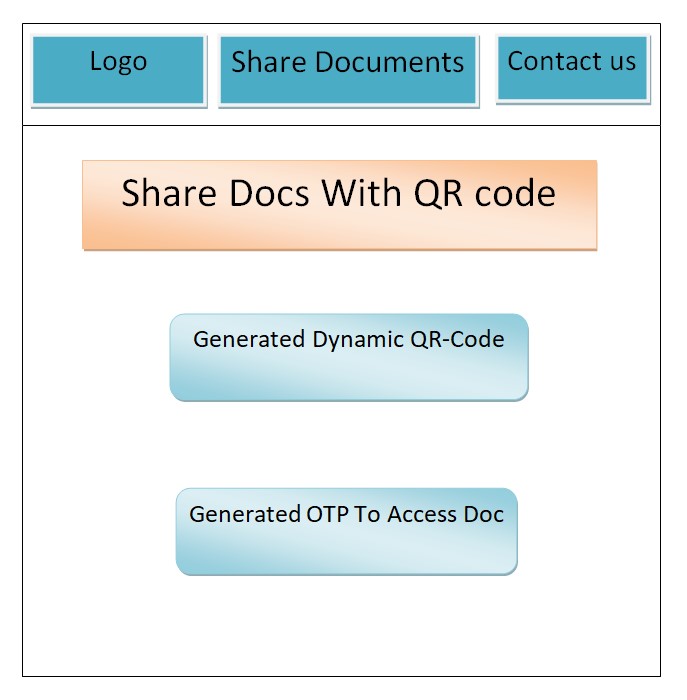 Logo
Share Documents
Contact us
Share Docs With QR code
Generated Dynamic QR-Code
Generated OTP To Access Doc